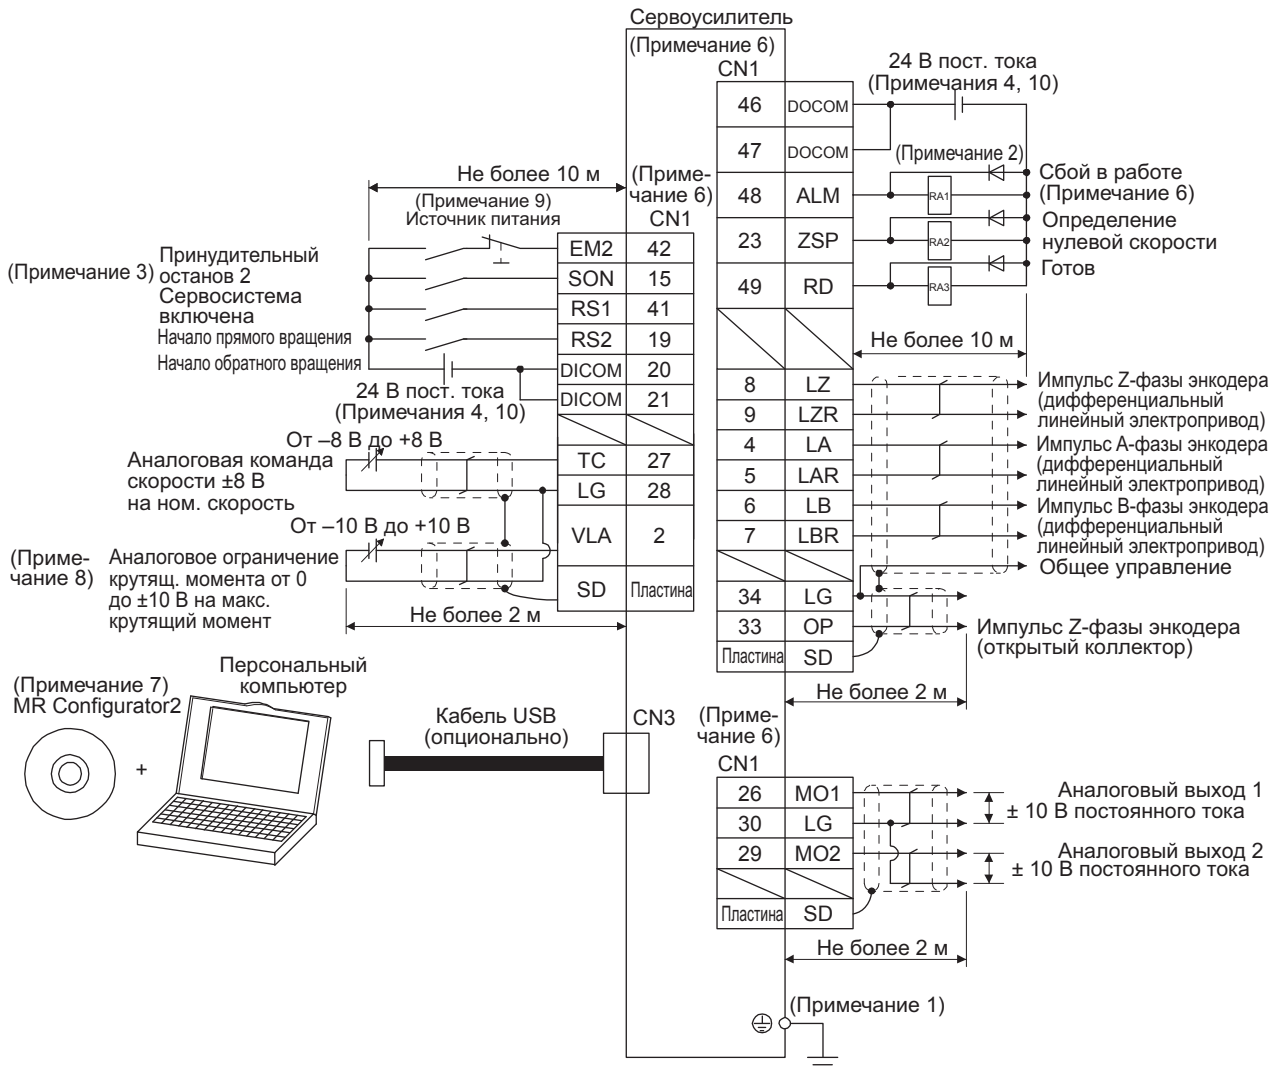 Сервоусилитель
(Примечание 6)
CN1
24 В пост. тока
(Примечания 4, 10)
46 DOCOM
47 DOCOM
(Примечание 2)
48 ALM
RA1
Сбой в работе
(Примечание 6)
23 ZSP
RA2
Определение
нулевой скорости
49 RD
RA3
Готов
Не более 10 м
Не более 10 м
(Приме-
чание 6)
CN1
(Примечание 9)
Источник питания
(Примечание 3)
Принудительный
останов 2
Сервосистема
включена
Начало прямого вращения
Начало обратного вращения
EM2 42
SON 15
RS1 41
RS2 19
DICOM 20
DICOM 21
24 В пост. тока
(Примечания 4, 10)
От –8 В до +8 В
Аналоговая команда
скорости ±8 В
на ном. скорость
TC 27
LG 28
От –10 В до +10 В
VLA 2
(Приме-
чание 8)
Аналоговое ограничение
крутящ. момента от 0
до ±10 В на макс.
крутящий момент
SD Пластина
Не более 2 м
8 LZ
9 LZR
Импульс Z-фазы энкодера
(дифференциальный
линейный электропривод)
4 LA
5 LAR
Импульс A-фазы энкодера
(дифференциальный
линейный электропривод)
6 LB
7 LBR
Импульс B-фазы энкодера
(дифференциальный
линейный электропривод)
Общее управление
34 LG
33 OP
Пластина SD
Импульс Z-фазы энкодера
(открытый коллектор)
Не более 2 м
(Примечание 7)
MR Configurator2
+
Персональный
компьютер
Кабель USB
(опционально)
CN3
(Приме-
чание 6)
CN1
26 MO1
30 LG
29 MO2
Пластина SD
Аналоговый выход 1
± 10 В постоянного тока
Аналоговый выход 2
± 10 В постоянного тока
Не более 2 м
(Примечание 1)